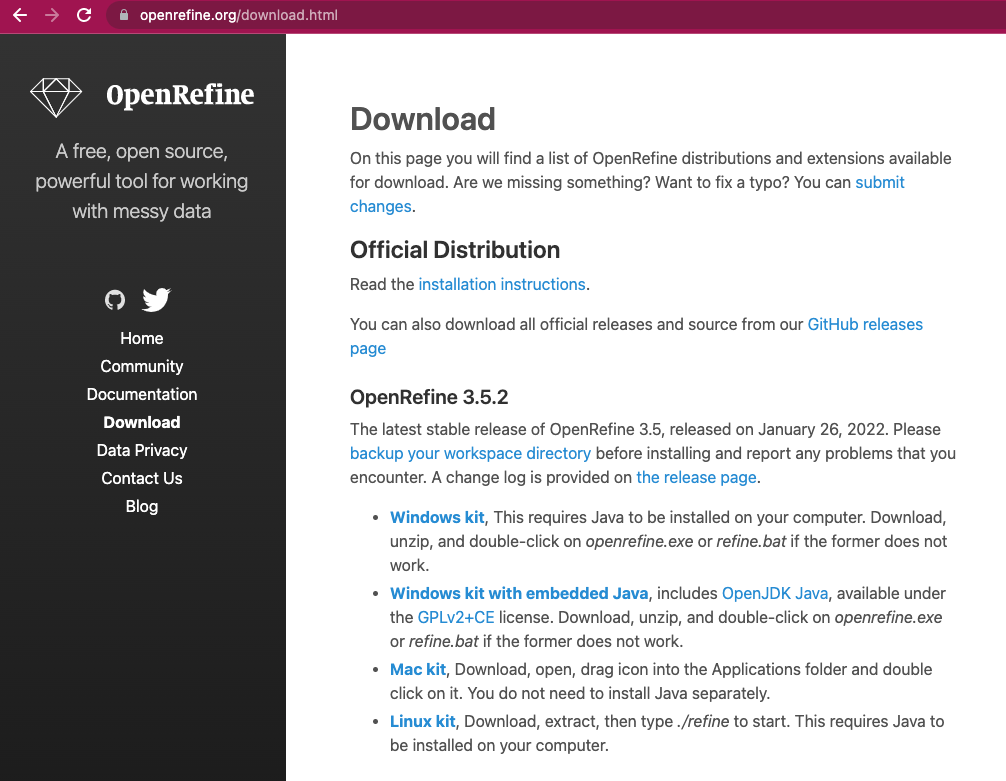 openrefine.org/download.html
OpenRefine
A free, open source,
powerful tool for working
with messy data
Home
Community
Documentation
Download
Data Privacy
Contact Us
Blog
Download
On this page you will find a list of OpenRefine distributions and extensions available
for download. Are we missing something? Want to fix a typo? You can submit
changes.
Official Distribution
Read the installation instructions.
You can also download all official releases and source from our GitHub releases
page
OpenRefine 3.5.2
The latest stable release of OpenRefine 3.5, released on January 26, 2022. Please
backup your workspace directory before installing and report any problems that you
encounter. A change log is provided on the release page.
• Windows kit, This requires Java to be installed on your computer. Download,
unzip, and double-click on openrefine.exe or refine.bat if the former does not
work.
• Windows kit with embedded Java, includes OpenJDK Java, available under
the GPLv2+CE license. Download, unzip, and double-click on openrefine.exe
or refine.bat if the former does not work.
• Mac kit, Download, open, drag icon into the Applications folder and double
click on it. You do not need to install Java separately.
• Linux kit, Download, extract, then type ./refine to start. This requires Java to
be installed on your computer.